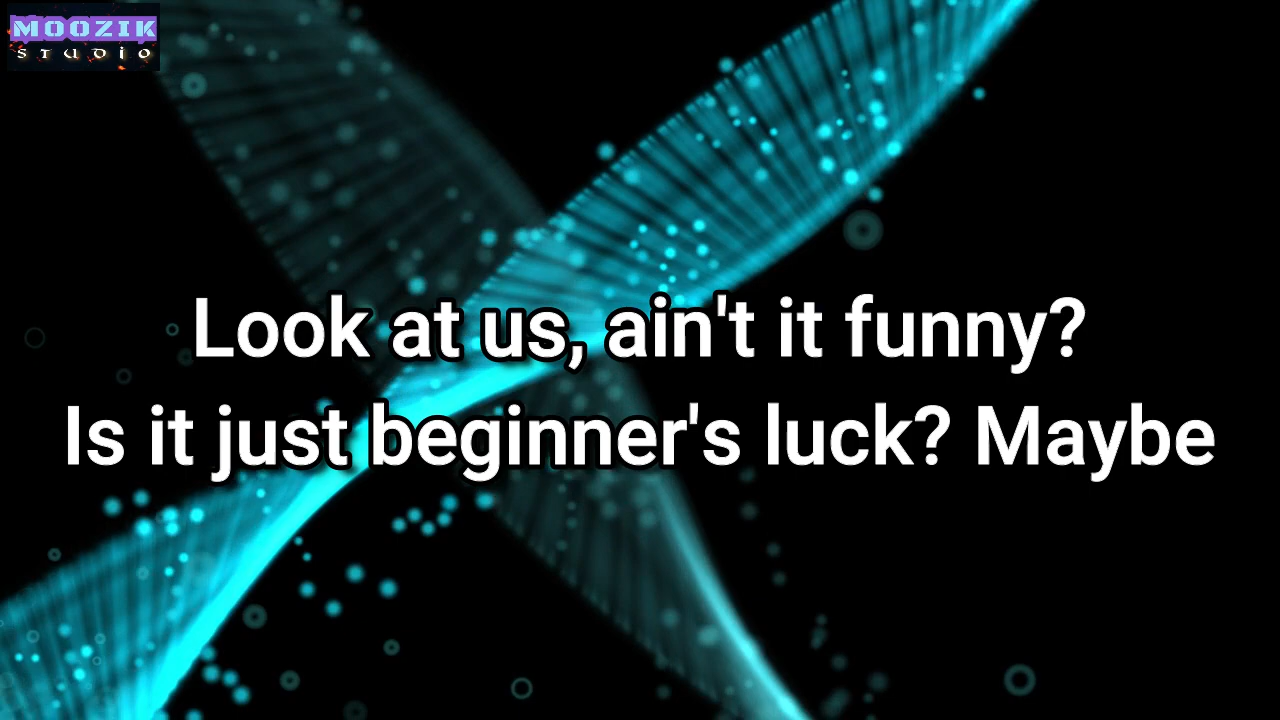 MOOZIK
STUDIO
Look at us, ain't it funny?
Is it just beginner's luck? Maybe